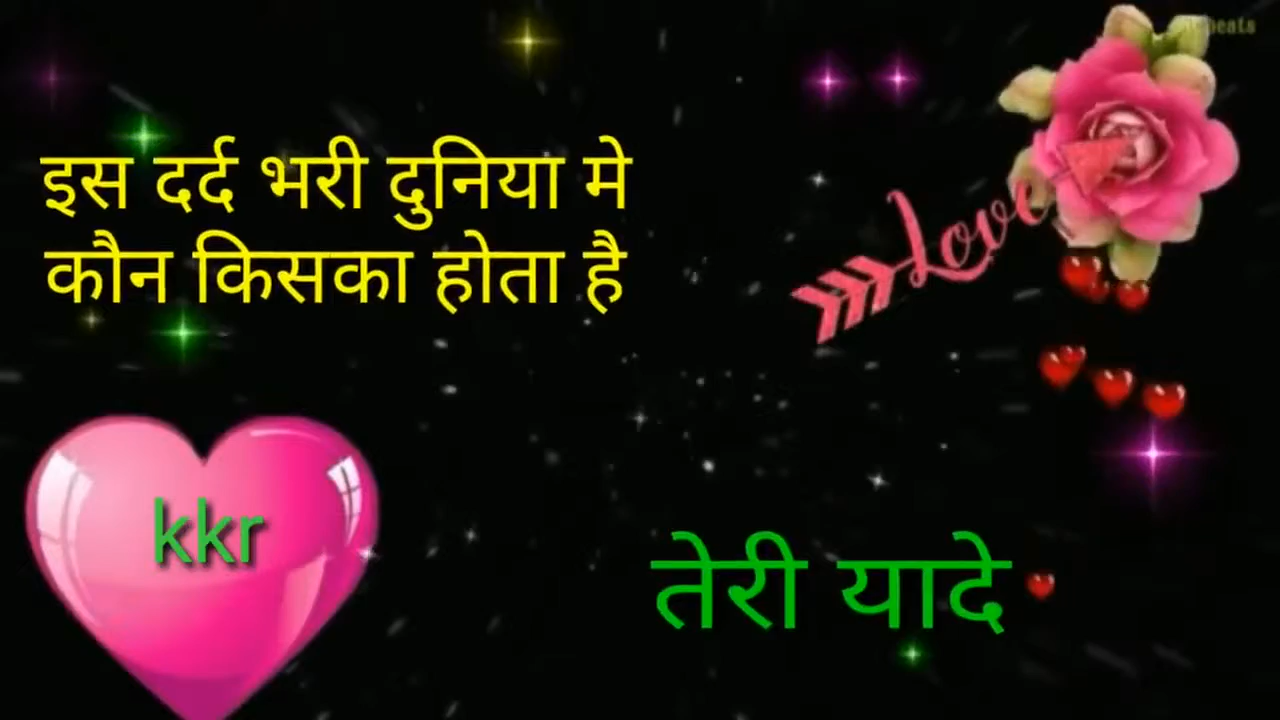 इस दर्द भरी दुनिया मे
कौन किसका होता है
Love
kkr
तेरी यादे